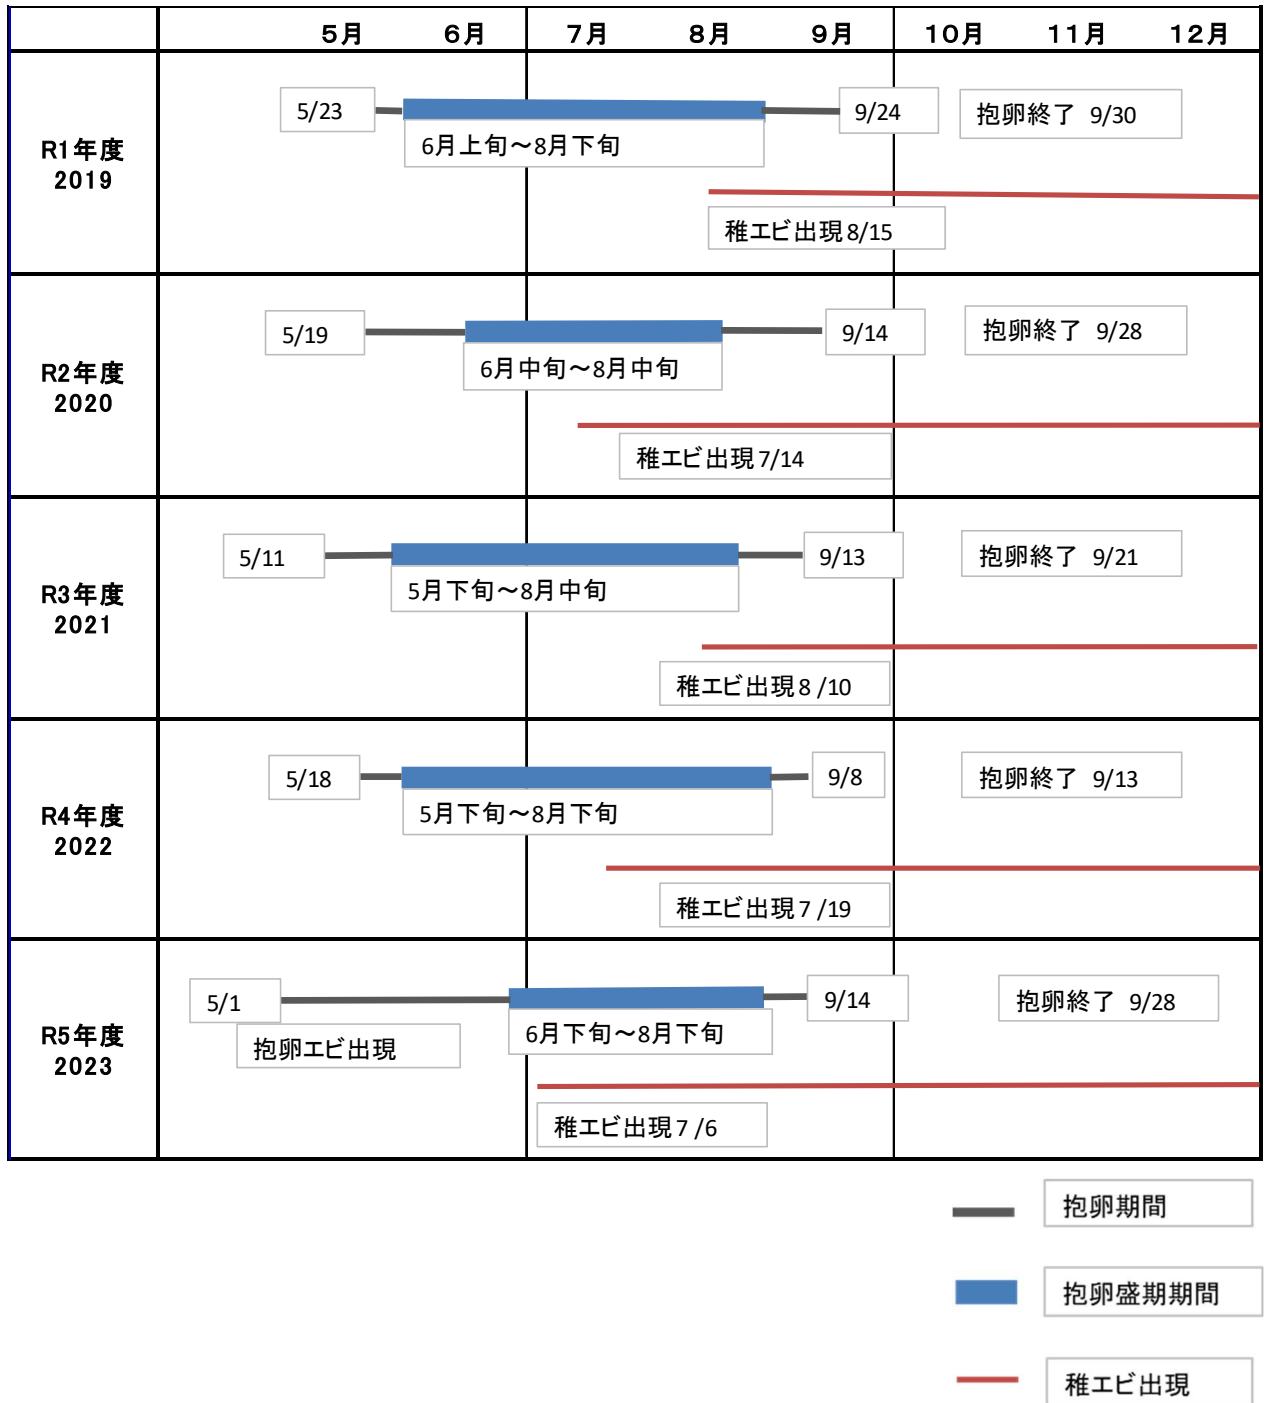 5月 6月 7月 8月 9月 10月 11月 12月
R1年度
2019
5/23
9/24
抱卵終了 9/30
6月上旬～8月下旬
稚エビ出現8/15
R2年度
2020
5/19
9/14
抱卵終了 9/28
6月中旬～8月中旬
稚エビ出現7/14
R3年度
2021
5/11
9/13
抱卵終了 9/21
5月下旬～8月中旬
稚エビ出現8 /10
R4年度
2022
5/18
9/8
抱卵終了 9/13
5月下旬～8月下旬
稚エビ出現7 /19
R5年度
2023
5/1
9/14
抱卵終了 9/28
抱卵エビ出現
6月下旬～8月下旬
稚エビ出現7 /6
抱卵期間
抱卵盛期期間
稚エビ出現